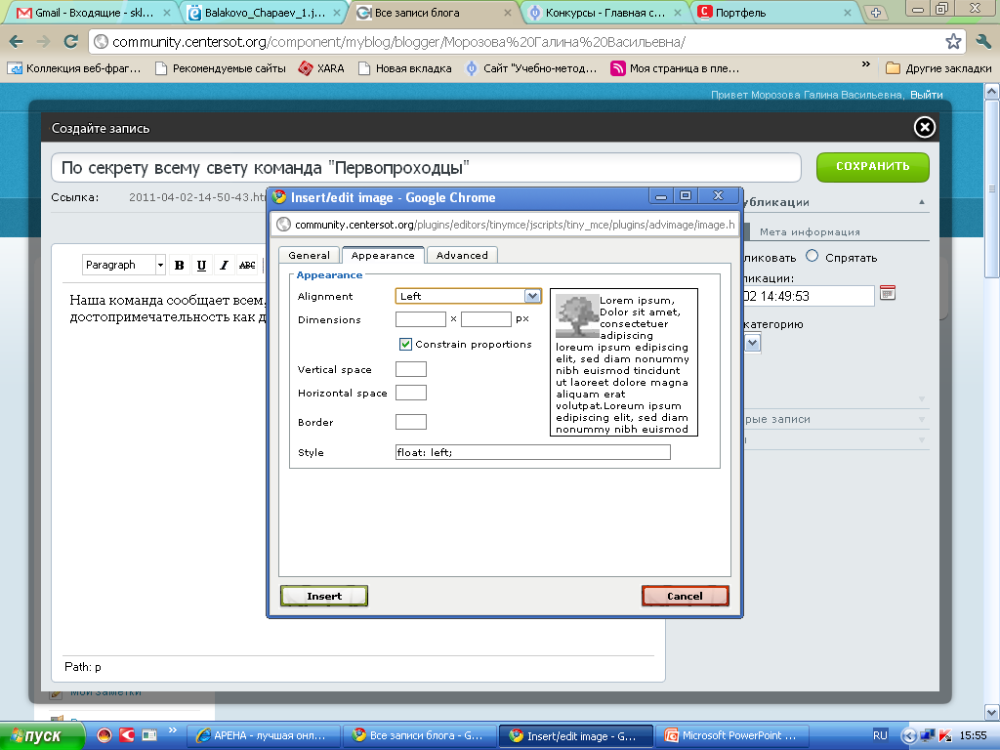 Gmail - Входящие - skl...
Balakovo_Chapaev_1.j...
Все записи блога
Конкурсы - Главная с...
Портфель
community.centersot.org/component/myblog/blogger/Морозова%20Галина%20Васильевна/
Коллекция веб-фраг...
Рекомендуемые сайты
XARA
Новая вкладка
Сайт "Учебно-метод...
Моя страница в пле...
Другие закладки
Привет Морозова Галина Васильевна, Выйти
Создайте запись
По секрету всему свету команда "Первопроходцы"
СОХРАНИТЬ
Ссылка: 2011-04-02-14-50-43.ht
Insert/edit image - Google Chrome
убликации
community.centersot.org/plugins/editors/tinymce/jscripts/tiny_mce/plugins/advimage/image.h
Мета информация
Paragraph B U I ABC
General
Appearance
Advanced
ликовать Спрятать
Appearance
ликации:
Наша команда сообщает всем,
достопримечательность как д
Alignment Left
02 14:49:53
Dimensions x px
категорию
Constrain proportions
Vertical space
Horizontal space
Border
Style float: left;
Lorem ipsum,
Dolor sit amet,
consectetuer
adipiscing
loreum ipsum edipiscing
elit, sed diam nonummy
nibh euismod tincidunt
ut laoreet dolore magna
aliquam erat
volutpat.Loreum ipsum
edipiscing elit, sed diam
nonummy nibh euismod
рые записи
Insert
Cancel
Path: p
Мои заметки
пуск
АРЕНА - лучшая онл...
Все записи блога - G...
Insert/edit image - G...
Microsoft PowerPoint ...
RU
15:55